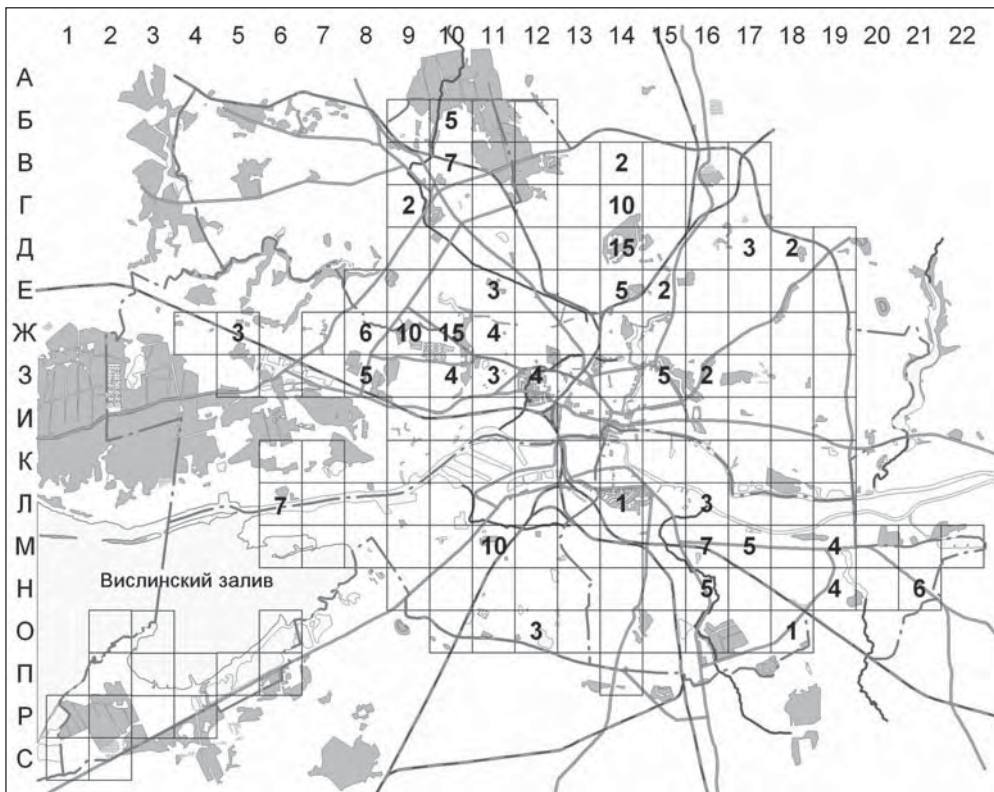 1 2 3 4 5 6 7 8 9 10 11 12 13 14 15 16 17 18 19 20 21 22
А
Б 5
В 7 2
Г 2 10
Д 15 3 2
Е 3 5 2
Ж 3 6 10 15 4
З 5 4 3 4 5 2
И
К
Л 7 1 3
М 10 7 5 4
Вислинский залив
Н 5 4 6
О 3 1
П
Р
С